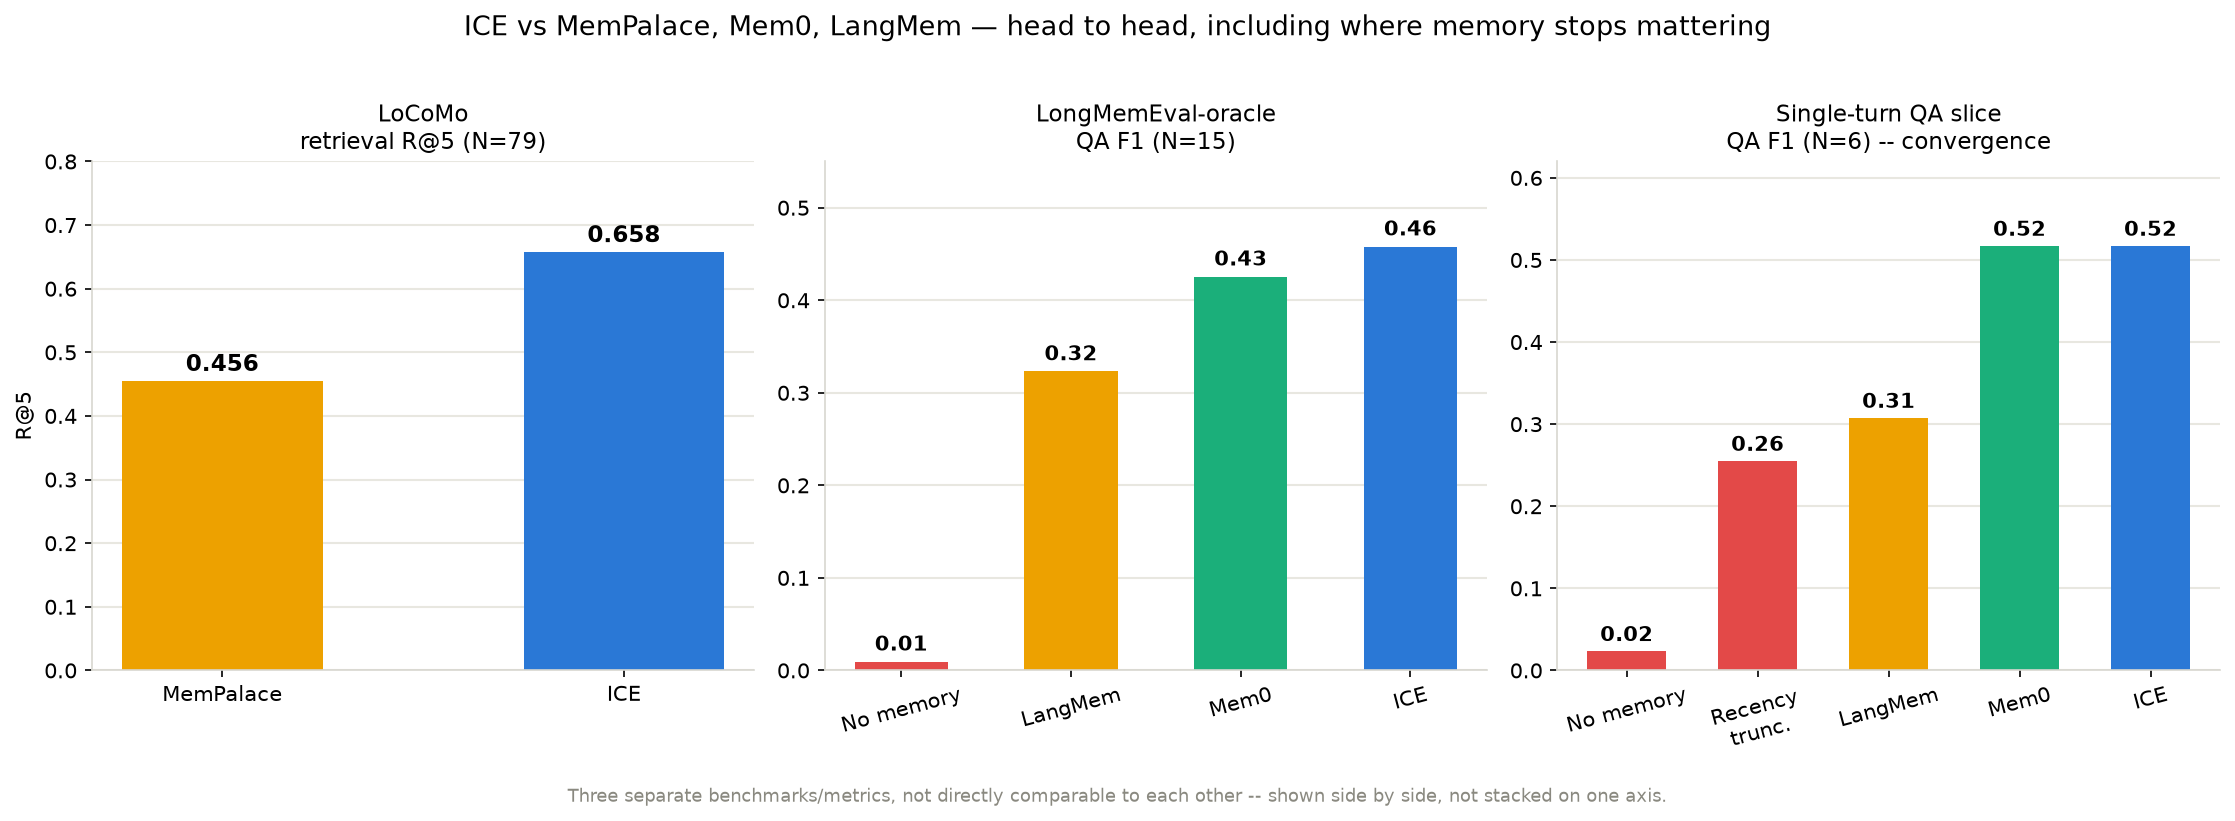 ICE vs MemPalace, Mem0, LangMem — head to head, including where memory stops mattering
LoCoMo
retrieval R@5 (N=79)
R@5
0.8
0.7
0.6
0.5
0.4
0.3
0.2
0.1
0.0
0.456
0.658
MemPalace
ICE
LongMemEval-oracle
QA F1 (N=15)
0.5
0.4
0.3
0.2
0.1
0.0
0.01
0.32
0.43
0.46
No memory
LangMem
Mem0
ICE
Single-turn QA slice
QA F1 (N=6) -- convergence
0.6
0.5
0.4
0.3
0.2
0.1
0.0
0.02
0.26
0.31
0.52
0.52
No memory
Recency
trunc.
LangMem
Mem0
ICE
Three separate benchmarks/metrics, not directly comparable to each other -- shown side by side, not stacked on one axis.